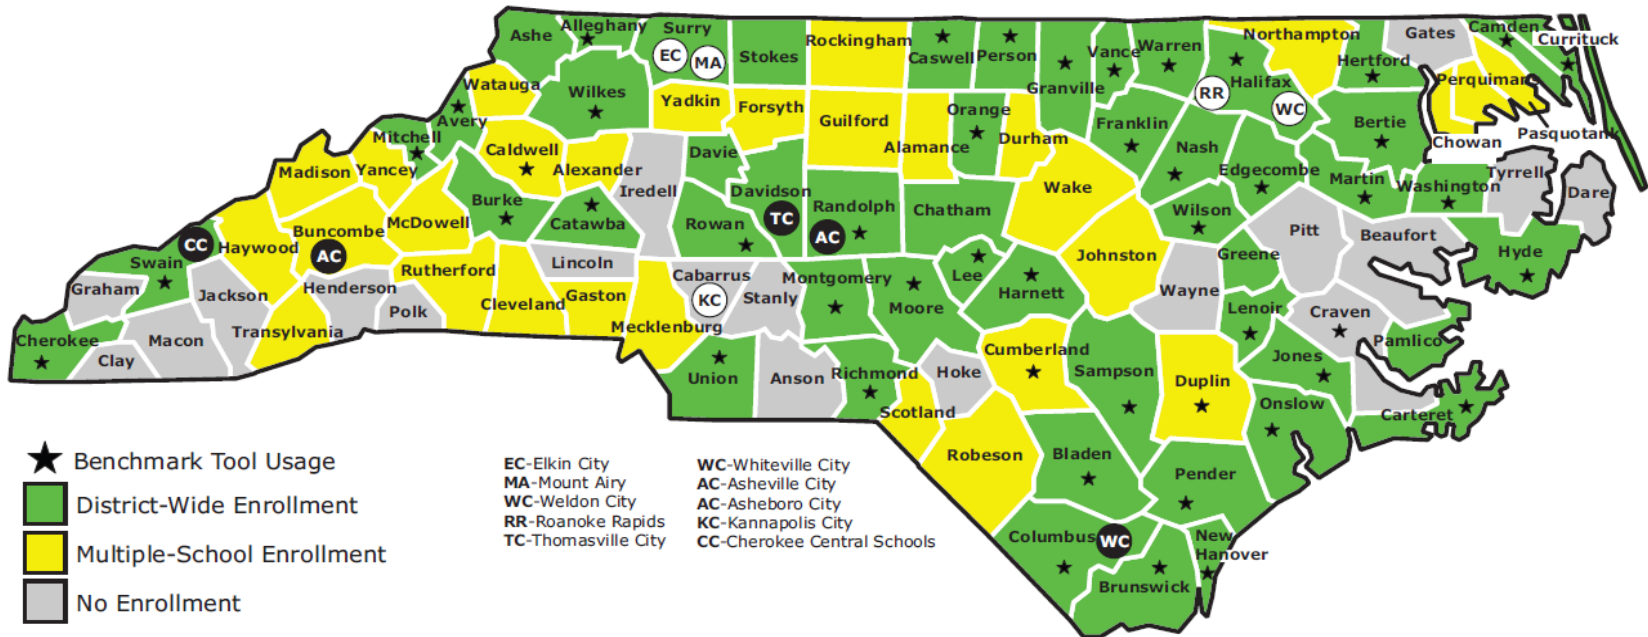 Ashe
Alleghany
Surry
EC
MA
Stokes
Rockingham
Caswell
Person
Granville
Vance
Warren
Halifax
RR
WC
Northampton
Hertford
Gates
Camden
Currituck
Perquimans
Pasquotank
Chowan
Watauga
Wilkes
Yadkin
Forsyth
Guilford
Alamance
Orange
Durham
Franklin
Nash
Edgecombe
Bertie
Martin
Washington
Tyrrell
Dare
Avery
Mitchell
Yancey
Madison
Caldwell
Alexander
Iredell
Davie
Davidson
TC
Randolph
AC
Chatham
Wake
Wilson
Pitt
Beaufort
Hyde
Burke
McDowell
Catawba
Rowan
CC
Swain
Haywood
Buncombe
AC
Rutherford
Lincoln
Cabarrus
KC
Stanly
Montgomery
Moore
Lee
Harnett
Johnston
Greene
Wayne
Lenoir
Craven
Pamlico
Graham
Jackson
Henderson
Polk
Cleveland
Gaston
Mecklenburg
Transylvania
Cherokee
Clay
Macon
Union
Anson
Richmond
Scotland
Hoke
Cumberland
Sampson
Duplin
Jones
Onslow
Carteret
Robeson
Bladen
Pender
Columbus
WC
Brunswick
New
Hanover
Benchmark Tool Usage
District-Wide Enrollment
Multiple-School Enrollment
No Enrollment
EC-Elkin City
MA-Mount Airy
WC-Weldon City
RR-Roanoke Rapids
TC-Thomasville City
WC-Whiteville City
AC-Asheville City
AC-Asheboro City
KC-Kannapolis City
CC-Cherokee Central Schools